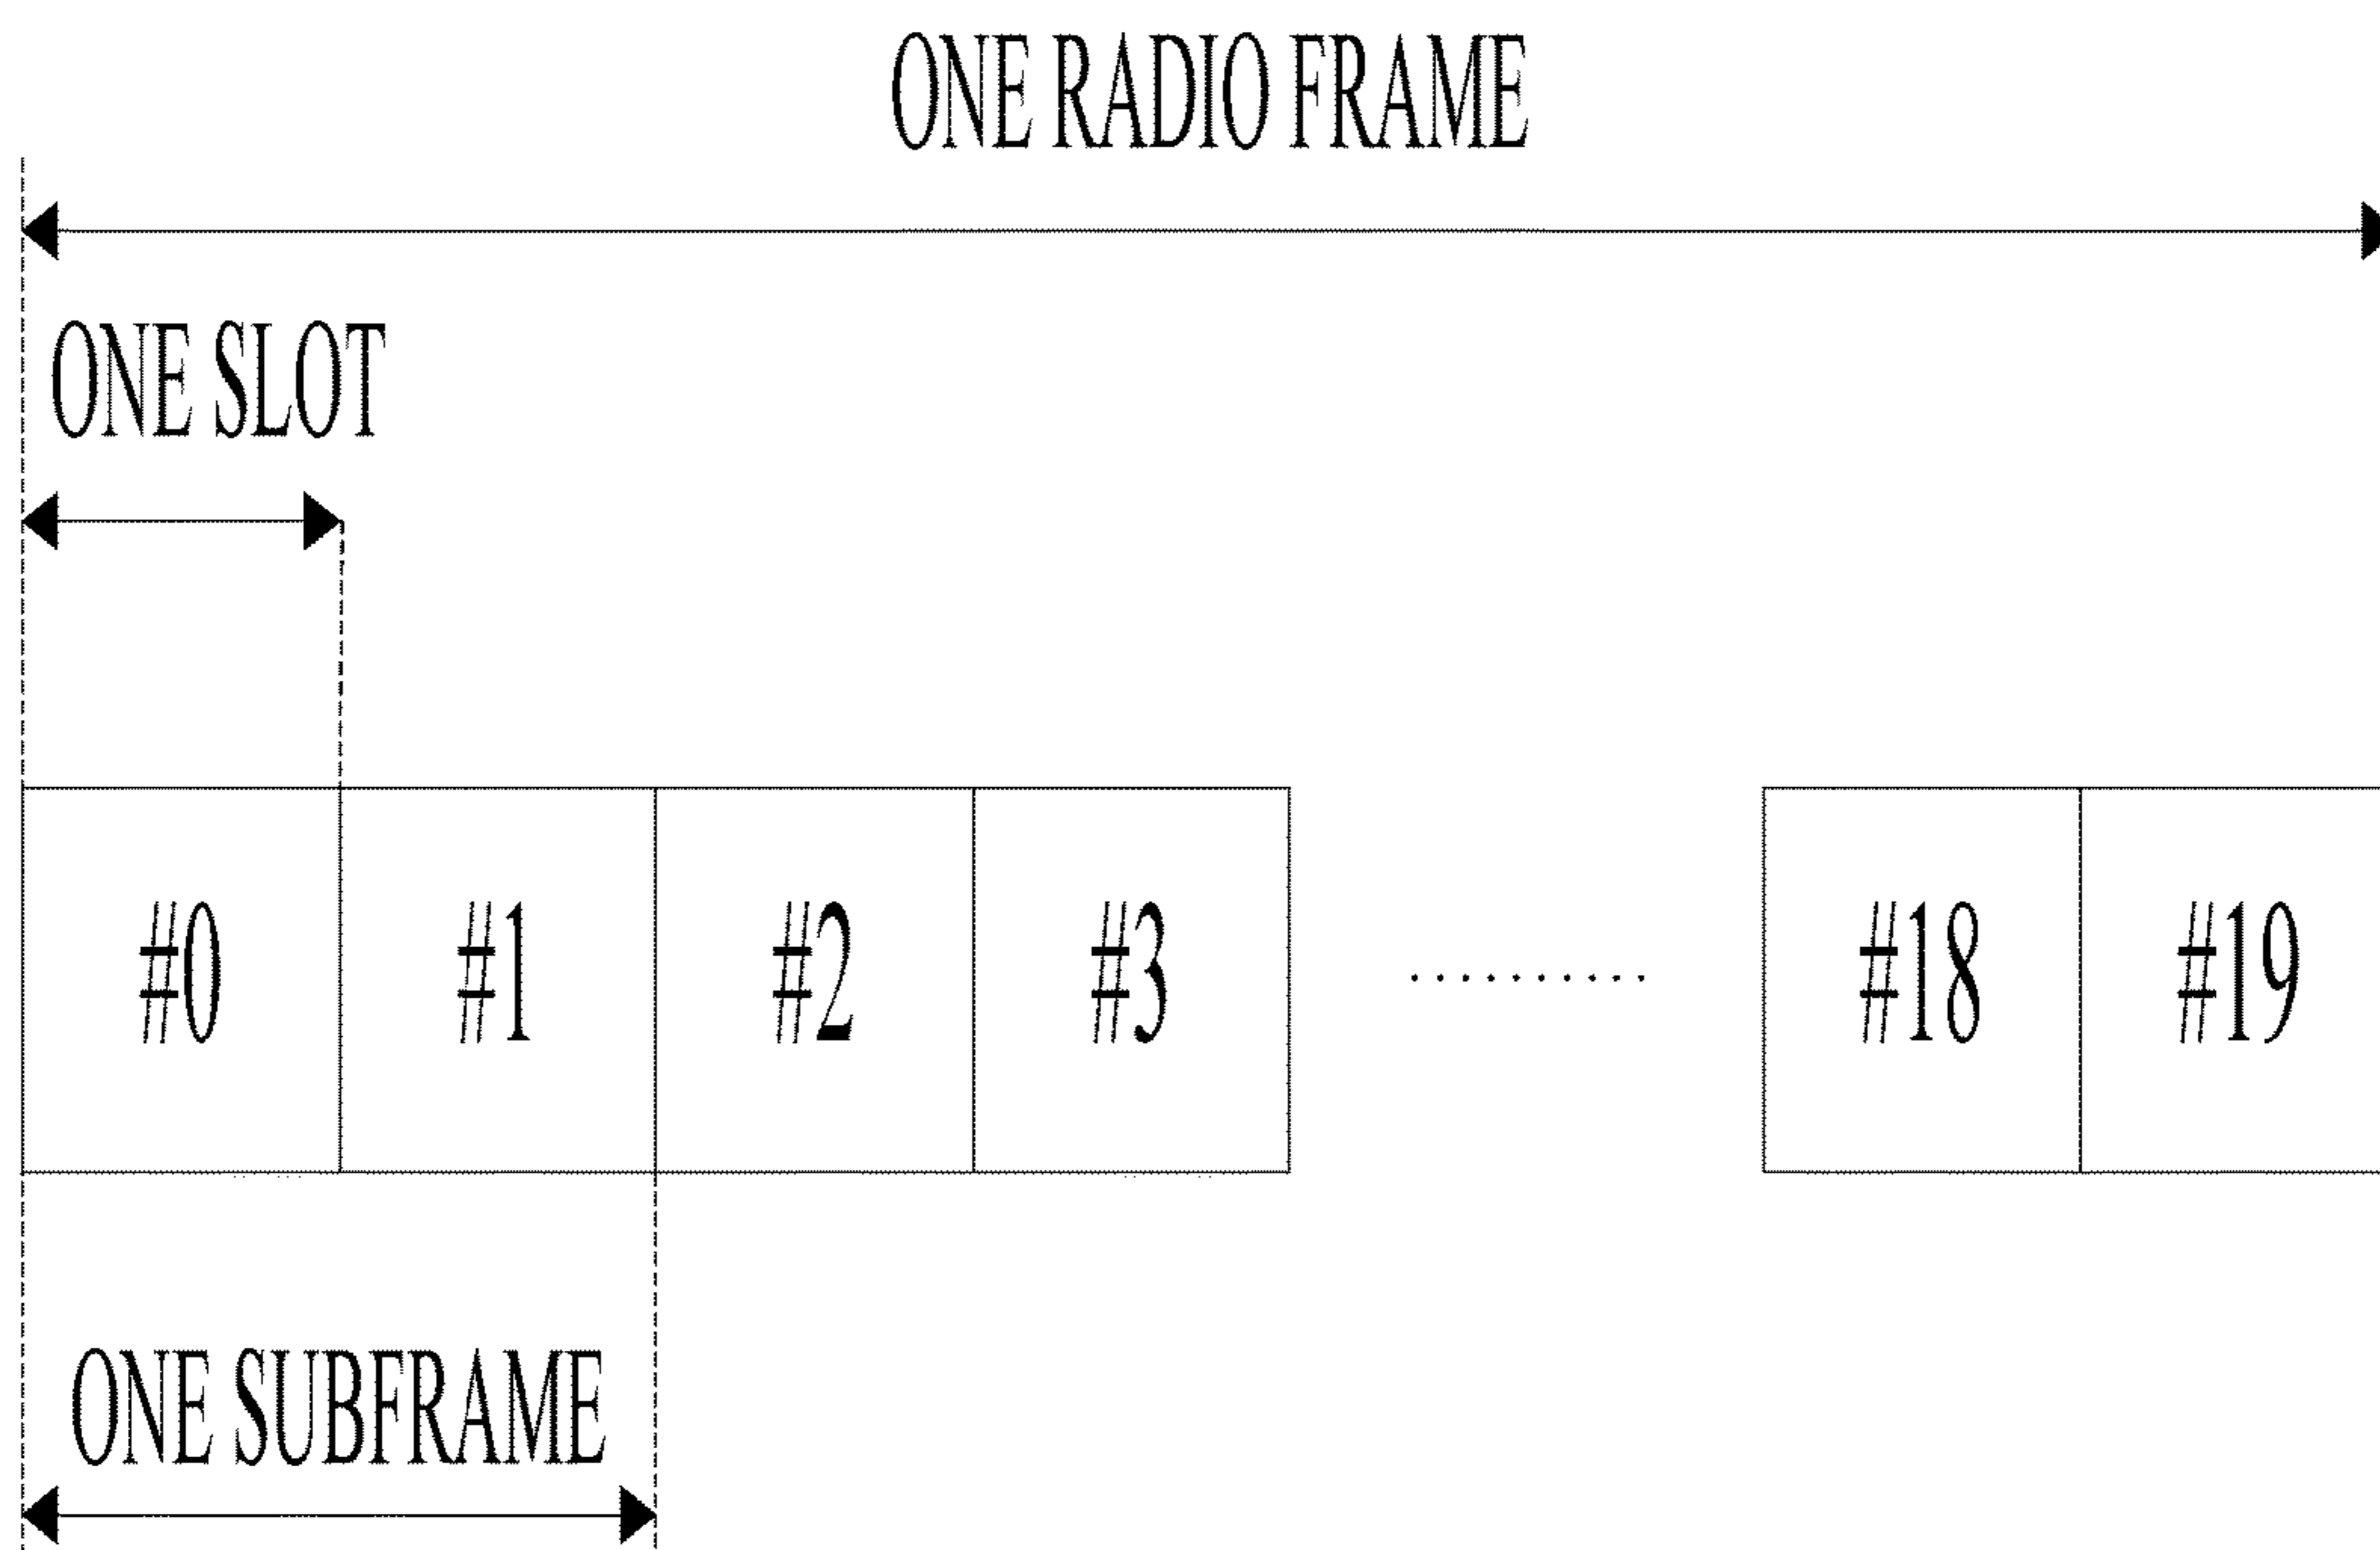 ONE RADIO FRAME
ONE SLOT
#0 #1 #2 #3 ......... #18 #19
ONE SUBFRAME